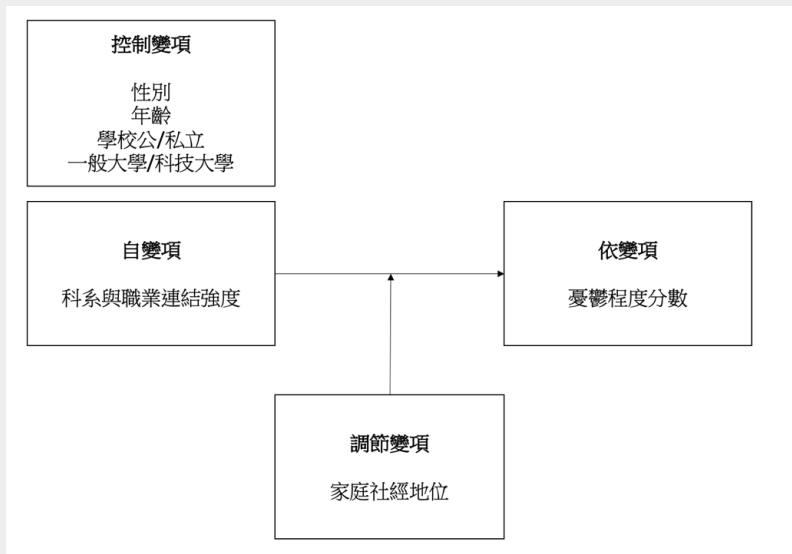 控制變項
性別
年齡
學校公/私立
一般大學/科技大學
自變項
科系與職業連結強度
依變項
憂鬱程度分數
調節變項
家庭社經地位